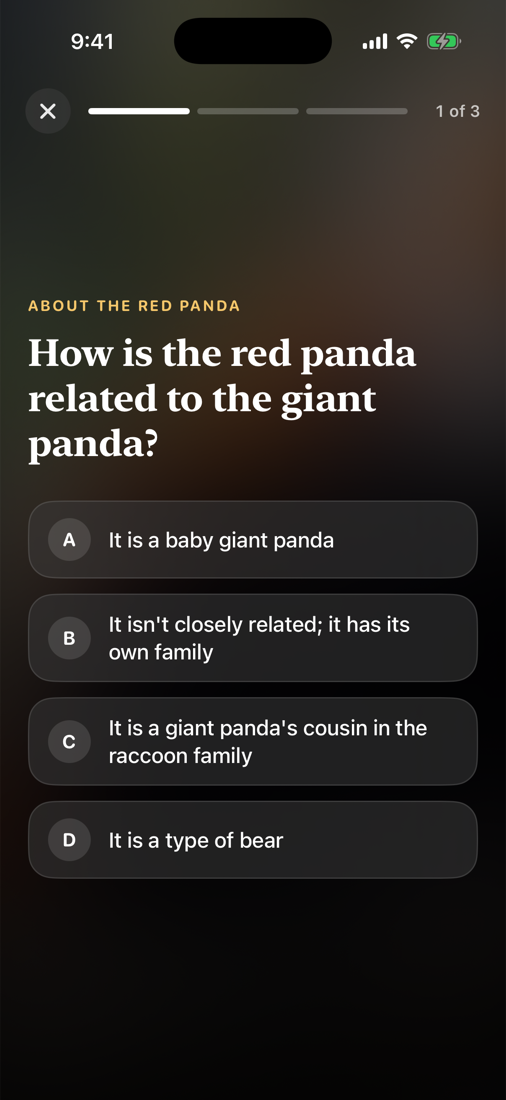 9:41
1 of 3
ABOUT THE RED PANDA
How is the red panda
related to the giant
panda?
A It is a baby giant panda
B It isn't closely related; it has its
own family
C It is a giant panda's cousin in the
raccoon family
D It is a type of bear